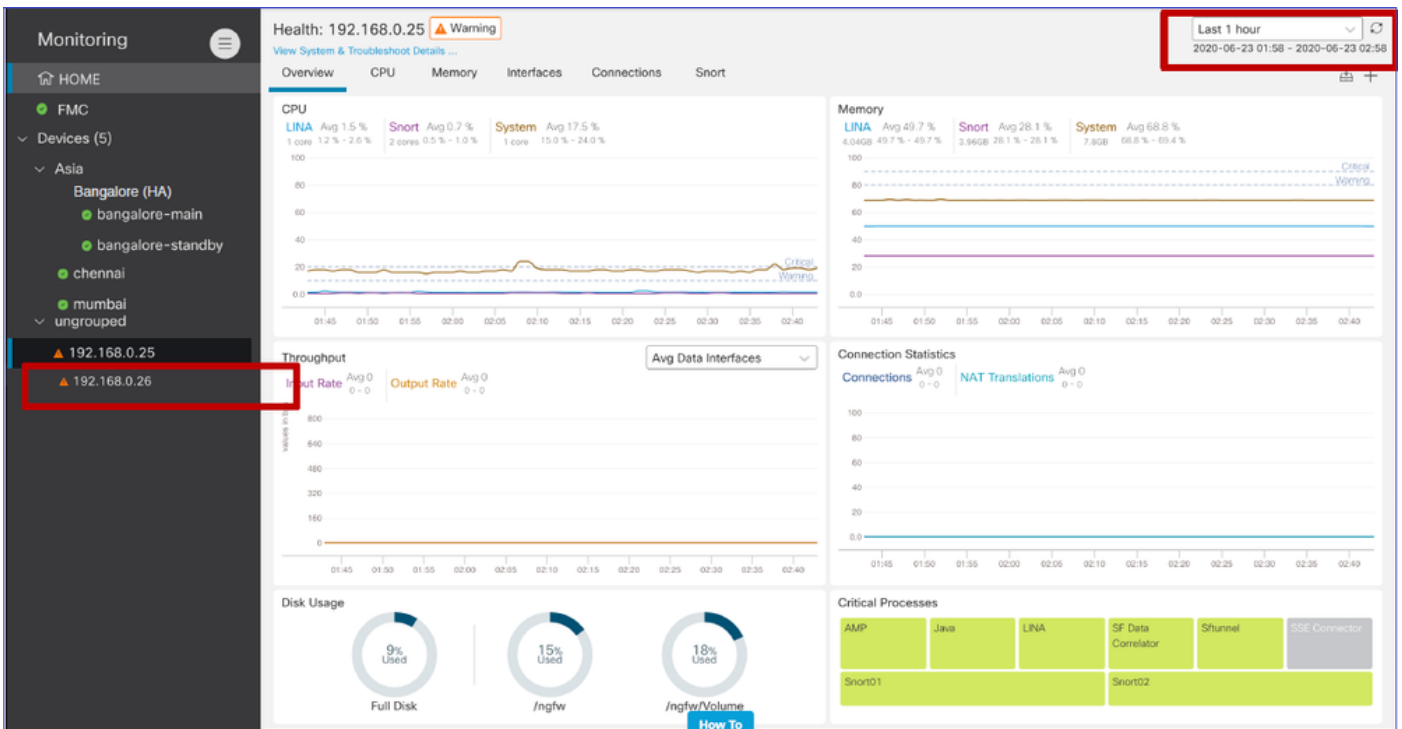 Monitoring
HOME
FMC
Devices (5)
Asia
Bangalore (HA)
bangalore-main
bangalore-standby
chennai
mumbai
ungrouped
192.168.0.25
192.168.0.26
Health: 192.168.0.25 Warning
View System & Troubleshoot Details ...
Last 1 hour
2020-06-23 01:58 - 2020-06-23 02:58
Overview CPU Memory Interfaces Connections Snort
CPU
LINA Avg 1.5 % Snort Avg 0.7 % System Avg 17.5 %
1 core 1.2 % - 2.6 % 2 cores 0.5 % - 1.0 % 1 core 15.0 % - 24.0 %
100
80
60
40
20
0.0
Critical
Warning
01:45 01:50 01:55 02:00 02:05 02:10 02:15 02:20 02:25 02:30 02:35 02:40
Memory
LINA Avg 49.7 % Snort Avg 28.1 % System Avg 68.8 %
4.04GB 49.7 % - 49.7 % 3.96GB 28.1 % - 28.1 % 7.8GB 68.8 % - 69.4 %
100
80
60
40
20
0.0
Critical
Warning
01:45 01:50 01:55 02:00 02:05 02:10 02:15 02:20 02:25 02:30 02:35 02:40
Throughput
Avg Data Interfaces
Input Rate Avg 0 Output Rate Avg 0
0 - 0 0 - 0
800
640
480
320
160
0
01:45 01:50 01:55 02:00 02:05 02:10 02:15 02:20 02:25 02:30 02:35 02:40
Connection Statistics
Connections Avg 0 NAT Translations Avg 0
0 - 0 0 - 0
100
80
60
40
20
0.0
01:45 01:50 01:55 02:00 02:05 02:10 02:15 02:20 02:25 02:30 02:35 02:40
Disk Usage
9%
Used
Full Disk
15%
Used
/ngfw
18%
Used
/ngfw/Volume
How To
Critical Processes
AMP
Java
LINA
SF Data
Correlator
Sftunnel
SSE Connector
Snort01
Snort02